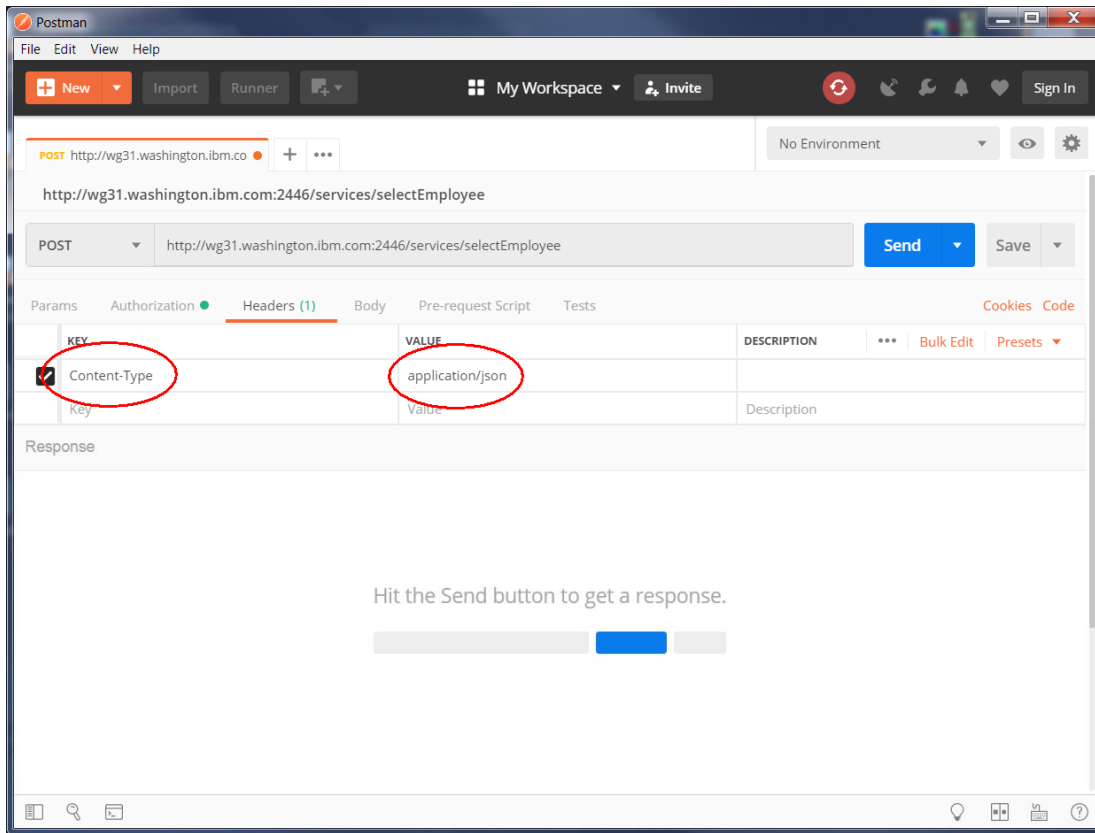 Postman
File Edit View Help
New Import Runner My Workspace Invite Sign In
POST http://wg31.washington.ibm.co No Environment
http://wg31.washington.ibm.com:2446/services/selectEmployee
POST http://wg31.washington.ibm.com:2446/services/selectEmployee Send Save
Params Authorization Headers (1) Body Pre-request Script Tests Cookies Code
KEY VALUE DESCRIPTION Bulk Edit Presets
Content-Type application/json
Key Value Description
Response
Hit the Send button to get a response.